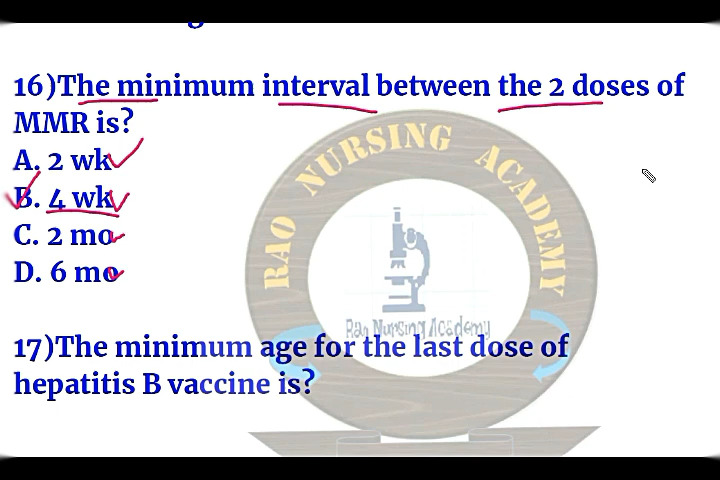 16)The minimum interval between the 2 doses of
MMR is?
A. 2 wk
B. 4 wk
C. 2 mo
D. 6 mo
RAO NURSING ACADEMY
Rao Nursing Academy
17)The minimum age for the last dose of
hepatitis B vaccine is?